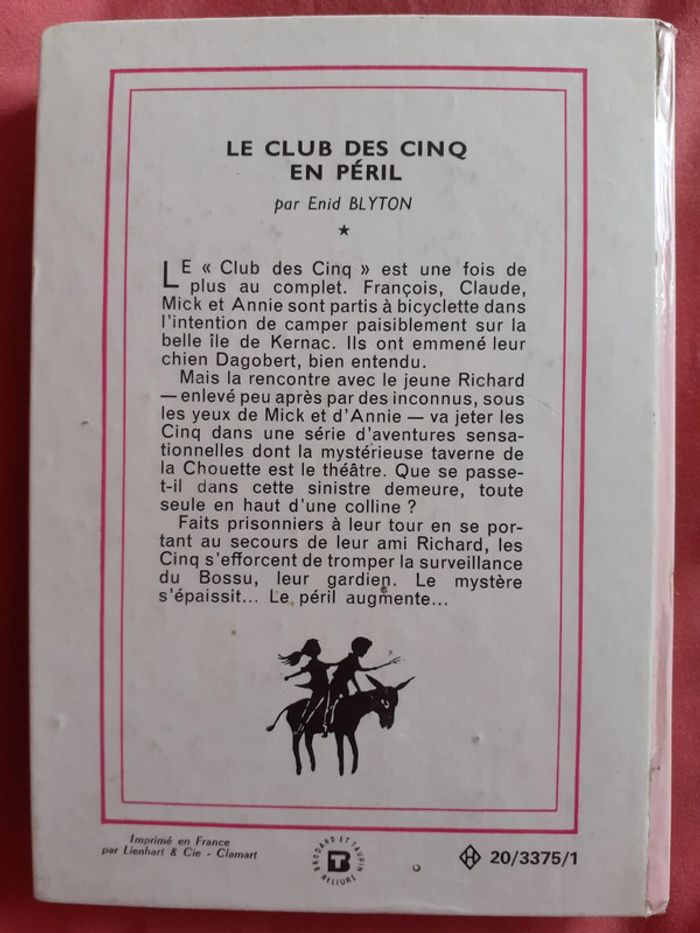 LE CLUB DES CINQ
EN PÉRIL
par Enid BLYTON
★
LE « Club des Cinq » est une fois de
plus au complet. François, Claude,
Mick et Annie sont partis à bicyclette dans
l'intention de camper paisiblement sur la
belle île de Kernac. Ils ont emmené leur
chien Dagobert, bien entendu.
Mais la rencontre avec le jeune Richard
— enlevé peu après par des inconnus, sous
les yeux de Mick et d'Annie — va jeter les
Cinq dans une série d'aventures sensa-
tionnelles dont la mystérieuse taverne de
la Chouette est le théâtre. Que se passe-
t-il dans cette sinistre demeure, toute
seule en haut d'une colline ?
Faits prisonniers à leur tour en se por-
tant au secours de leur ami Richard, les
Cinq s'efforcent de tromper la surveillance
du Bossu, leur gardien. Le mystère
s'épaissit... Le péril augmente...
Imprimé en France
par Lienhart & Cie - Clamart
BRODARD ET TAUPIN
RELIURE
H 20/3375/1